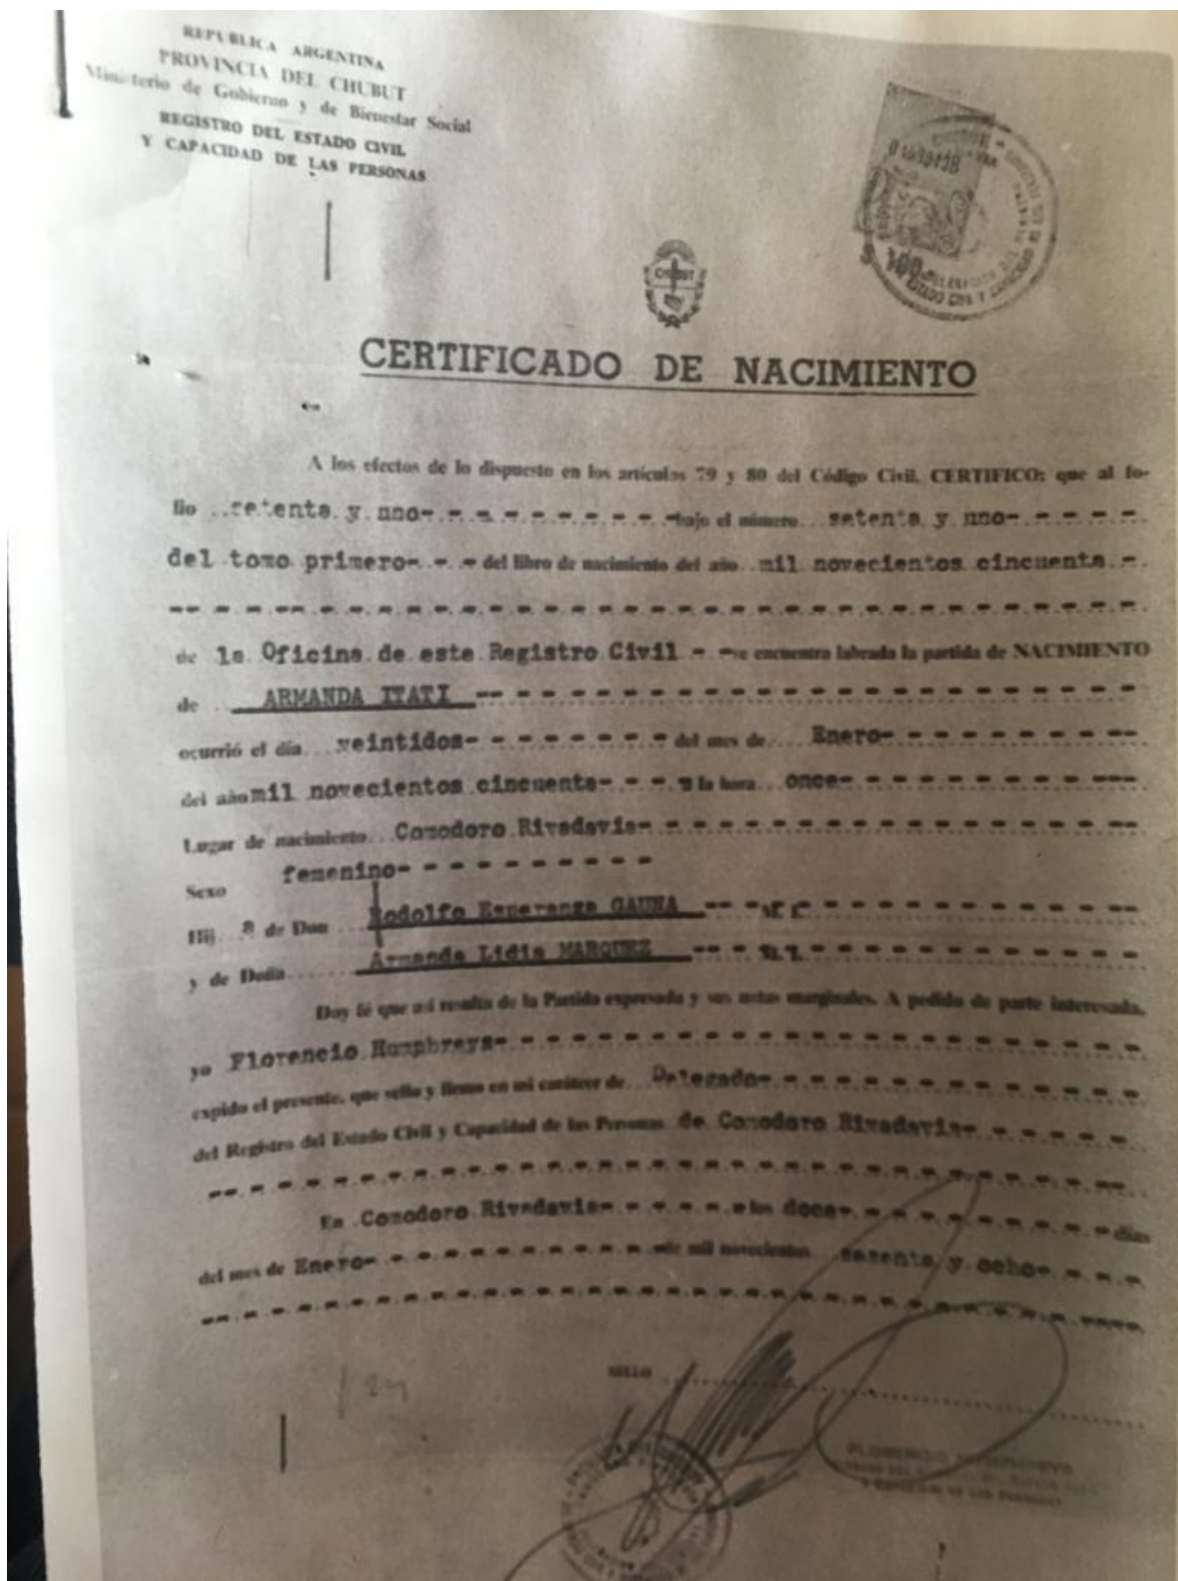 REPUBLICA ARGENTINA
PROVINCIA DEL CHUBUT
Ministerio de Gobierno y de Bienestar Social
REGISTRO DEL ESTADO CIVIL
Y CAPACIDAD DE LAS PERSONAS
CHUBUT
CERTIFICADO DE NACIMIENTO
A los efectos de lo dispuesto en los artículos 79 y 80 del Código Civil, CERTIFICO: que al fo-
lio setenta y uno - bajo el número setenta y uno -
del tomo primero - del libro de nacimiento del año mil novecientos cincuenta -
de la Oficina de este Registro Civil - se encuentra labrada la partida de NACIMIENTO
de ARMANDA ITATI
ocurrió el día veintidos - del mes de Enero -
del año mil novecientos cincuenta - a la hora once -
Lugar de nacimiento Comodoro Rivadavia -
Sexo femenino -
Hij a de Don Rodolfo Esperanza GAUNA
y de Doña Armanda Lidia MARQUEZ
Doy fé que así resulta de la Partida expresada y sus notas marginales. A pedido de parte interesada,
yo Florencio Humphreys -
expido el presente, que sello y firmo en mi carácter de Delegado -
del Registro del Estado Civil y Capacidad de las Personas de Comodoro Rivadavia -
En Comodoro Rivadavia - a los doce - días
del mes de Enero - de mil novecientos sesenta y ocho -
SELLO